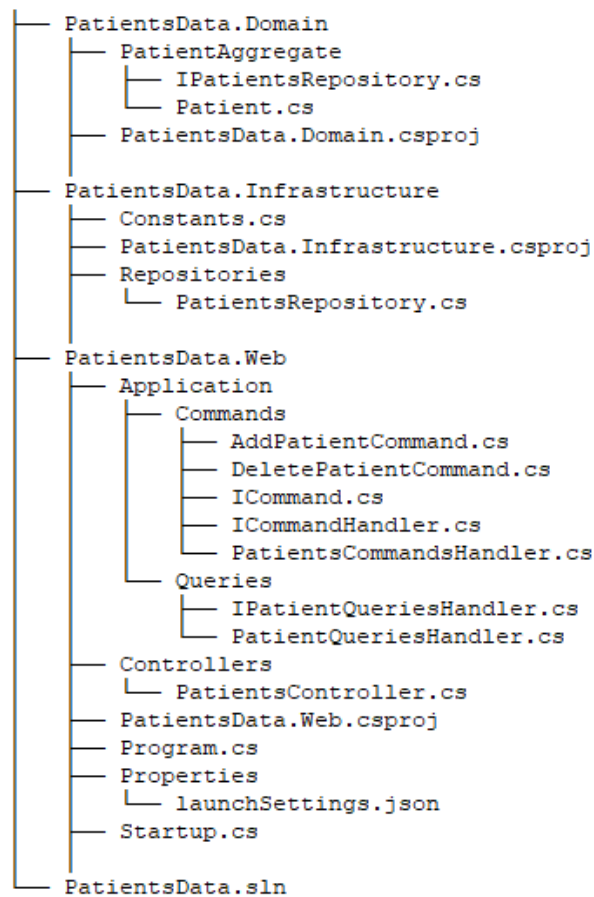 PatientsData.Domain
PatientAggregate
IPatientsRepository.cs
Patient.cs
PatientsData.Domain.csproj
PatientsData.Infrastructure
Constants.cs
PatientsData.Infrastructure.csproj
Repositories
PatientsRepository.cs
PatientsData.Web
Application
Commands
AddPatientCommand.cs
DeletePatientCommand.cs
ICommand.cs
ICommandHandler.cs
PatientsCommandsHandler.cs
Queries
IPatientQueriesHandler.cs
PatientQueriesHandler.cs
Controllers
PatientsController.cs
PatientsData.Web.csproj
Program.cs
Properties
launchSettings.json
Startup.cs
PatientsData.sln